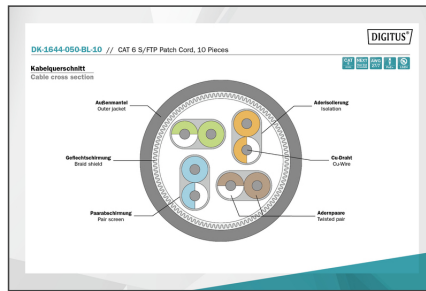 DIGITUS®
DK-1644-050-BL-10 // CAT 6 S/FTP Patch Cord, 10 Pieces
Kabelquerschnitt
Cable cross section
Außenmantel
Outer jacket
Aderisolierung
Isolation
Geflechtschirmung
Braid shield
Cu-Draht
Cu-Wire
Paarabschirmung
Pair screen
Adernpaare
Twisted pair